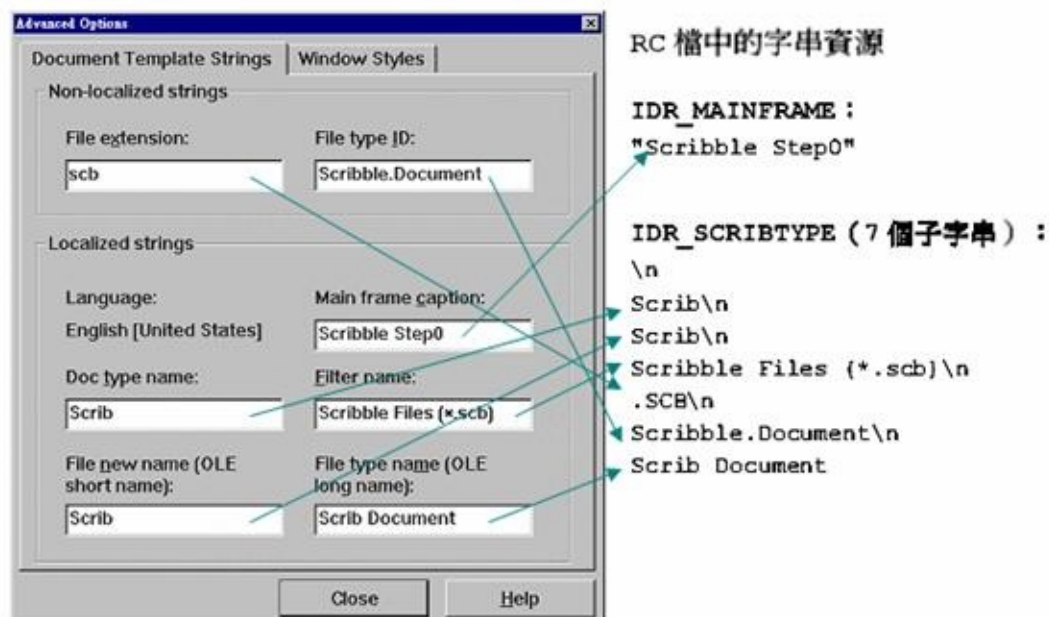 Advanced Options
Document Template Strings
Window Styles
Non-localized strings
File extension:
File type ID:
scb
Scribble.Document
Localized strings
Language:
Main frame caption:
English [United States]
Scribble Step0
Doc type name:
Filter name:
Scrib
Scribble Files (*.scb)
File new name (OLE
short name):
File type name (OLE
long name):
Scrib
Scrib Document
Close
Help
RC 檔中的字串資源
IDR_MAINFRAME：
"Scribble Step0"
IDR_SCRIBTYPE（7 個子字串）：
\n
Scrib\n
Scrib\n
Scribble Files (*.scb)\n
.SCB\n
Scribble.Document\n
Scrib Document